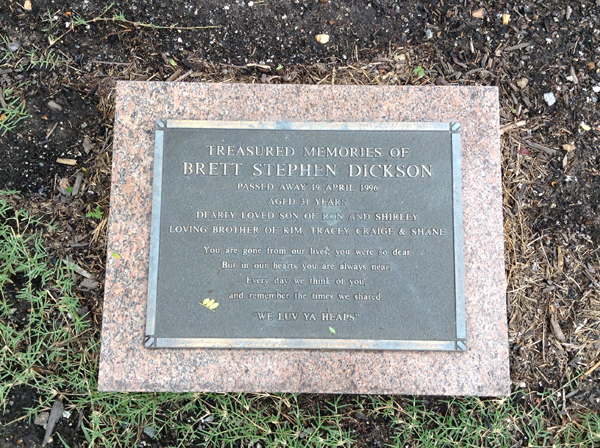 TREASURED MEMORIES OF
BRETT STEPHEN DICKSON
PASSED AWAY 19 APRIL 1996
AGED 31 YEARS
DEARLY LOVED SON OF RON AND SHIRLEY
LOVING BROTHER OF KIM, TRACEY, CRAIGE & SHANE
You are gone from our lives, you were so dear
But in our hearts you are always near,
Every day we think of you
and remember the times we shared.
"WE LUV YA HEAPS"